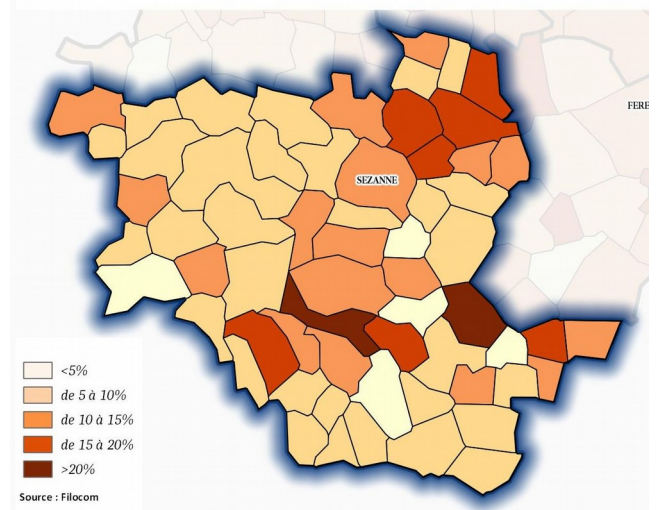 FERE
SEZANNE
<5%
de 5 à 10%
de 10 à 15%
de 15 à 20%
>20%
Source : Filocom